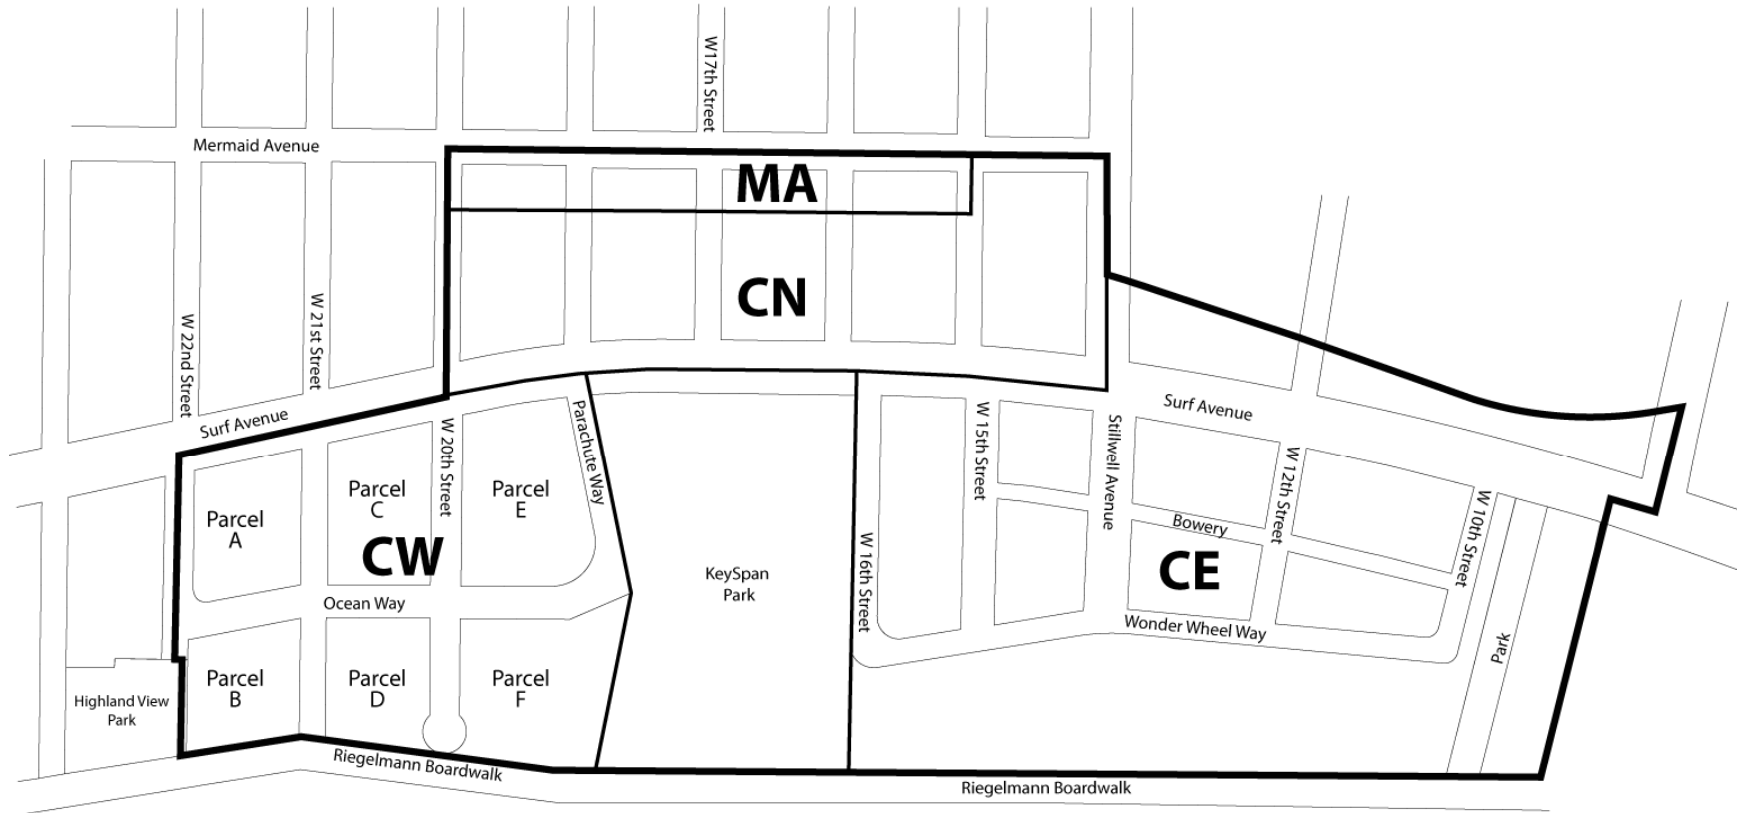 W17th Street
Mermaid Avenue
MA
CN
W 22nd Street
W 21st Street
Surf Avenue
W 20th Street
Parachute Way
W 15th Street
Stillwell Avenue
Surf Avenue
W 12th Street
W 10th Street
Parcel
A
Parcel
C
Parcel
E
CW
Bowery
CE
KeySpan
Park
W 16th Street
Ocean Way
Wonder Wheel Way
Park
Parcel
B
Parcel
D
Parcel
F
Highland View
Park
Riegelmann Boardwalk
Riegelmann Boardwalk